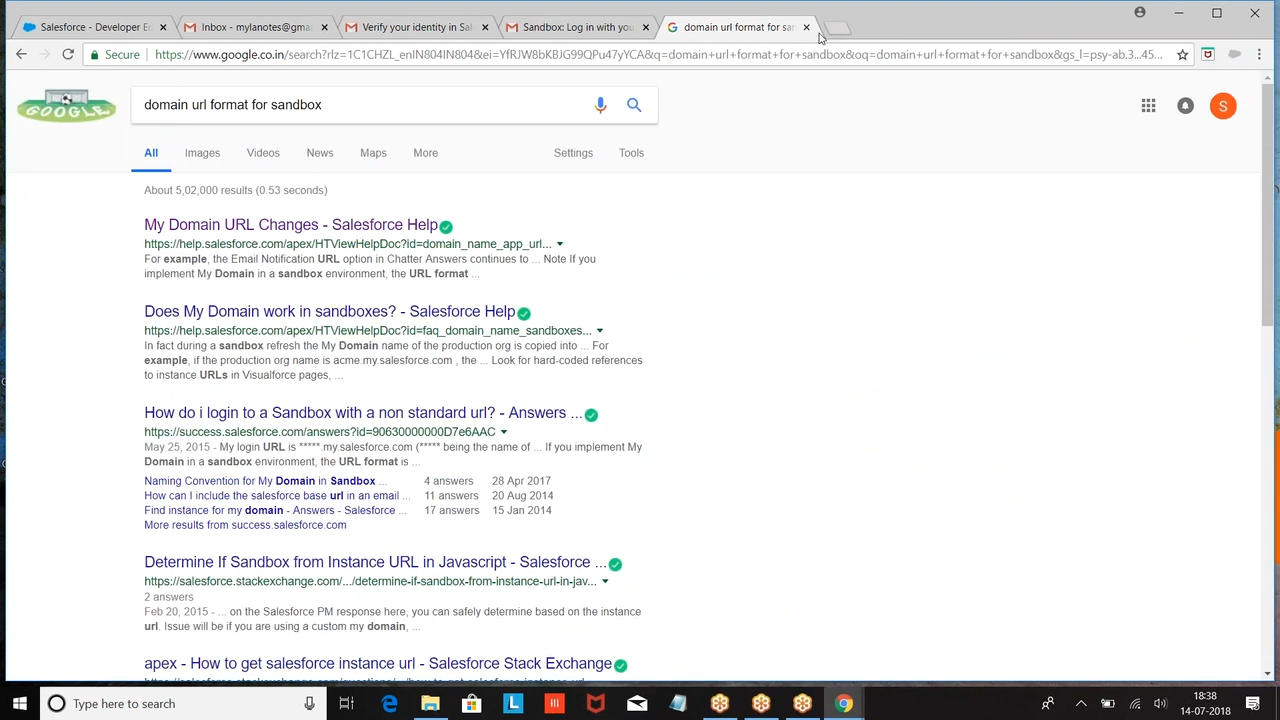 Salesforce - Developer E
Inbox - mylanotes@gma
Verify your identity in Sal
Sandbox: Log in with you
domain url format for sa
Secure
https://www.google.co.in/search?rlz=1C1CHZL_enIN804IN804&ei=YfRJW8bKBJG99QPu47yYCA&q=domain+url+format+for+sandbox&oq=domain+url+format+for+sandbox&gs_l=psy-ab.3...45...
GOOGLE
domain url format for sandbox
S
All
Images
Videos
News
Maps
More
Settings
Tools
About 5,02,000 results (0.53 seconds)
My Domain URL Changes - Salesforce Help
https://help.salesforce.com/apex/HTViewHelpDoc?id=domain_name_app_url...
For example, the Email Notification URL option in Chatter Answers continues to ... Note If you
implement My Domain in a sandbox environment, the URL format ...
Does My Domain work in sandboxes? - Salesforce Help
https://help.salesforce.com/apex/HTViewHelpDoc?id=faq_domain_name_sandboxes...
In fact during a sandbox refresh the My Domain name of the production org is copied into ... For
example, if the production org name is acme.my.salesforce.com , the ... Look for hard-coded references
to instance URLs in Visualforce pages, ...
How do i login to a Sandbox with a non standard url? - Answers ...
https://success.salesforce.com/answers?id=90630000000D7e6AAC
May 25, 2015 - My login URL is *****.my.salesforce.com (***** being the name of ... If you implement My
Domain in a sandbox environment, the URL format is ...
Naming Convention for My Domain in Sandbox ... 4 answers 28 Apr 2017
How can I include the salesforce base url in an email ... 11 answers 20 Aug 2014
Find instance for my domain - Answers - Salesforce ... 17 answers 15 Jan 2014
More results from success.salesforce.com
Determine If Sandbox from Instance URL in Javascript - Salesforce ...
https://salesforce.stackexchange.com/.../determine-if-sandbox-from-instance-url-in-jav...
2 answers
Feb 20, 2015 - ... on the Salesforce PM response here, you can safely determine based on the instance
url. Issue will be if you are using a custom my domain, ...
apex - How to get salesforce instance url - Salesforce Stack Exchange
Type here to search
18:38
14-07-2018